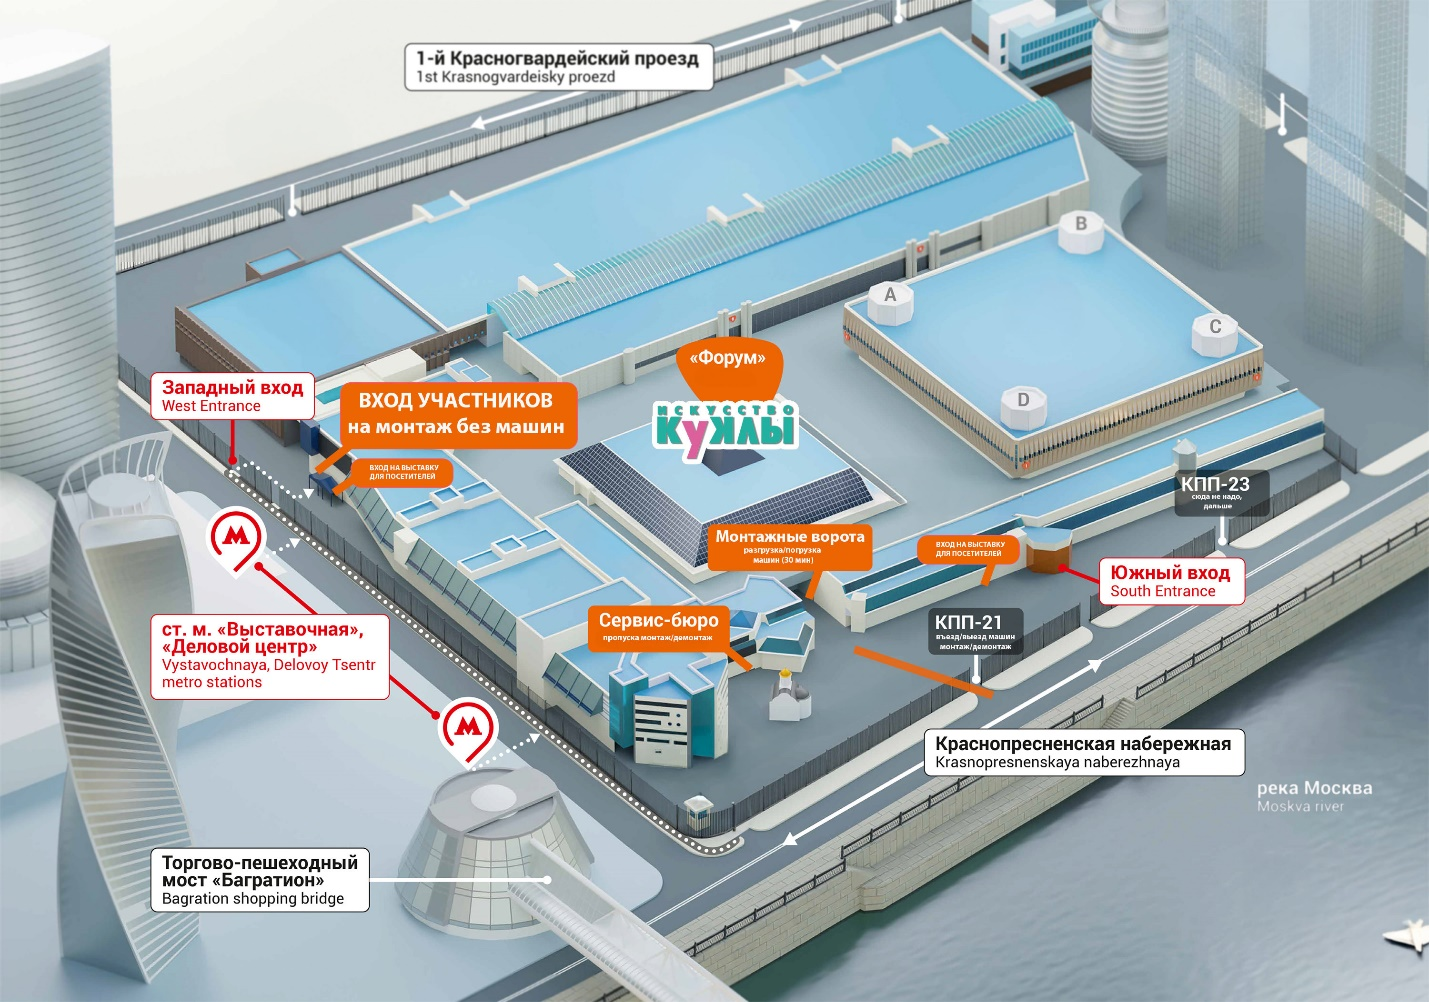 1-й Красногвардейский проезд
1st Krasnogvardeisky proezd
B
A
C
D
«Форум»
ИСКУССТВО
КУКЛЫ
Западный вход
West Entrance
ВХОД УЧАСТНИКОВ
на монтаж без машин
ВХОД НА ВЫСТАВКУ
ДЛЯ ПОСЕТИТЕЛЕЙ
КПП-23
сюда не надо,
дальше
М
Монтажные ворота
разгрузка/погрузка
машин (30 мин)
ВХОД НА ВЫСТАВКУ
ДЛЯ ПОСЕТИТЕЛЕЙ
Южный вход
South Entrance
Сервис-бюро
пропуска монтаж/демонтаж
КПП-21
въезд/выезд машин
монтаж/демонтаж
ст. м. «Выставочная»,
«Деловой центр»
Vystavochnaya, Delovoy Tsentr
metro stations
М
Краснопресненская набережная
Krasnopresnenskaya naberezhnaya
река Москва
Moskva river
Торгово-пешеходный
мост «Багратион»
Bagration shopping bridge